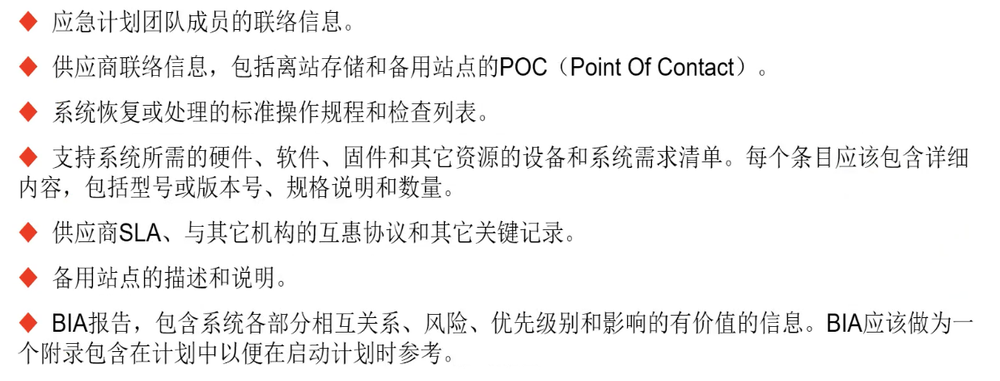 ◆ 应急计划团队成员的联络信息。
◆ 供应商联络信息，包括离站存储和备用站点的POC（Point Of Contact）。
◆ 系统恢复或处理的标准操作规程和检查列表。
◆ 支持系统所需的硬件、软件、固件和其它资源的设备和系统需求清单。每个条目应该包含详细
内容，包括型号或版本号、规格说明和数量。
◆ 供应商SLA、与其它机构的互惠协议和其它关键记录。
◆ 备用站点的描述和说明。
◆ BIA报告，包含系统各部分相互关系、风险、优先级别和影响的有价值的信息。BIA应该做为一
个附录包含在计划中以便在启动计划时参考。